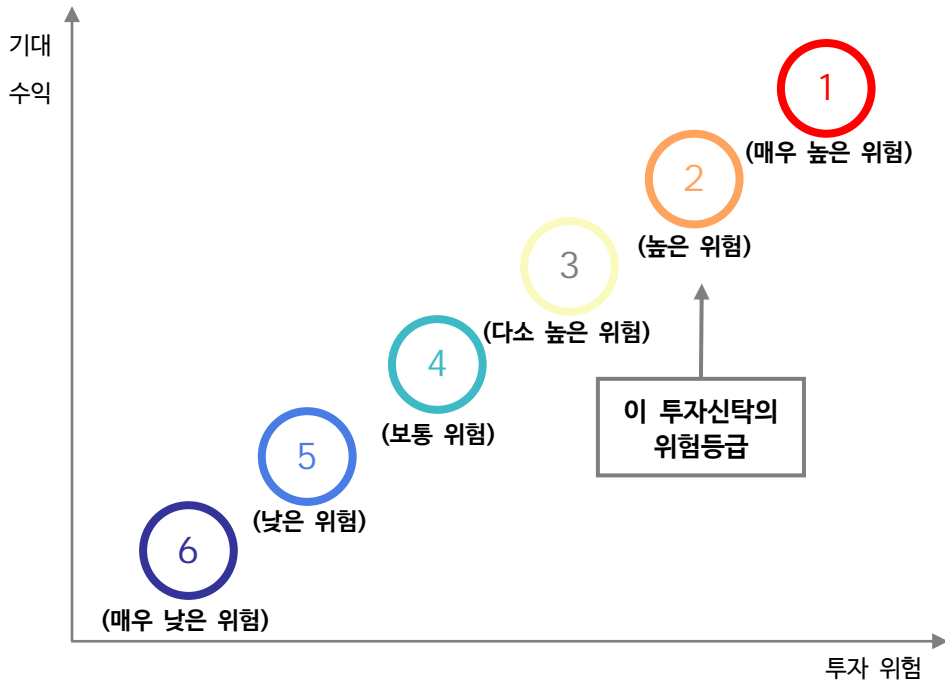 기대
수익
1
(매우 높은 위험)
2
(높은 위험)
3
(다소 높은 위험)
4
(보통 위험)
이 투자신탁의
위험등급
5
(낮은 위험)
6
(매우 낮은 위험)
투자 위험